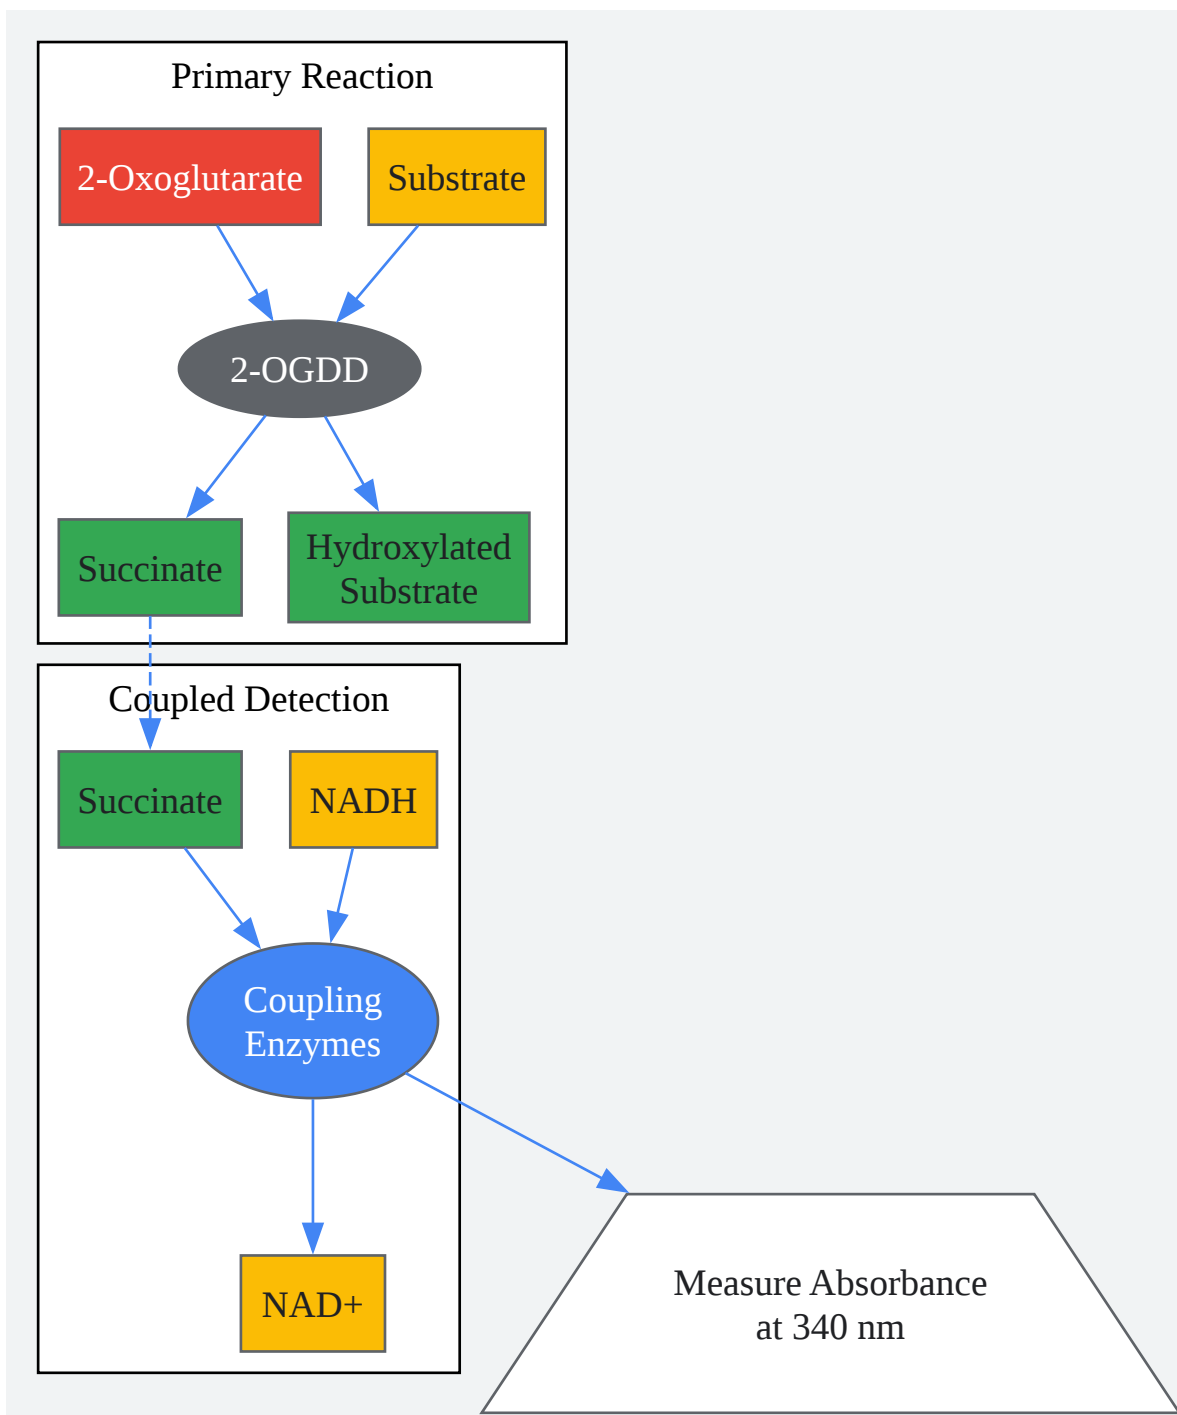 Primary Reaction
2-Oxoglutarate
Substrate
2-OGDD
Succinate
Hydroxylated
Substrate
Coupled Detection
Succinate
NADH
Coupling
Enzymes
NAD+
Measure Absorbance
at 340 nm